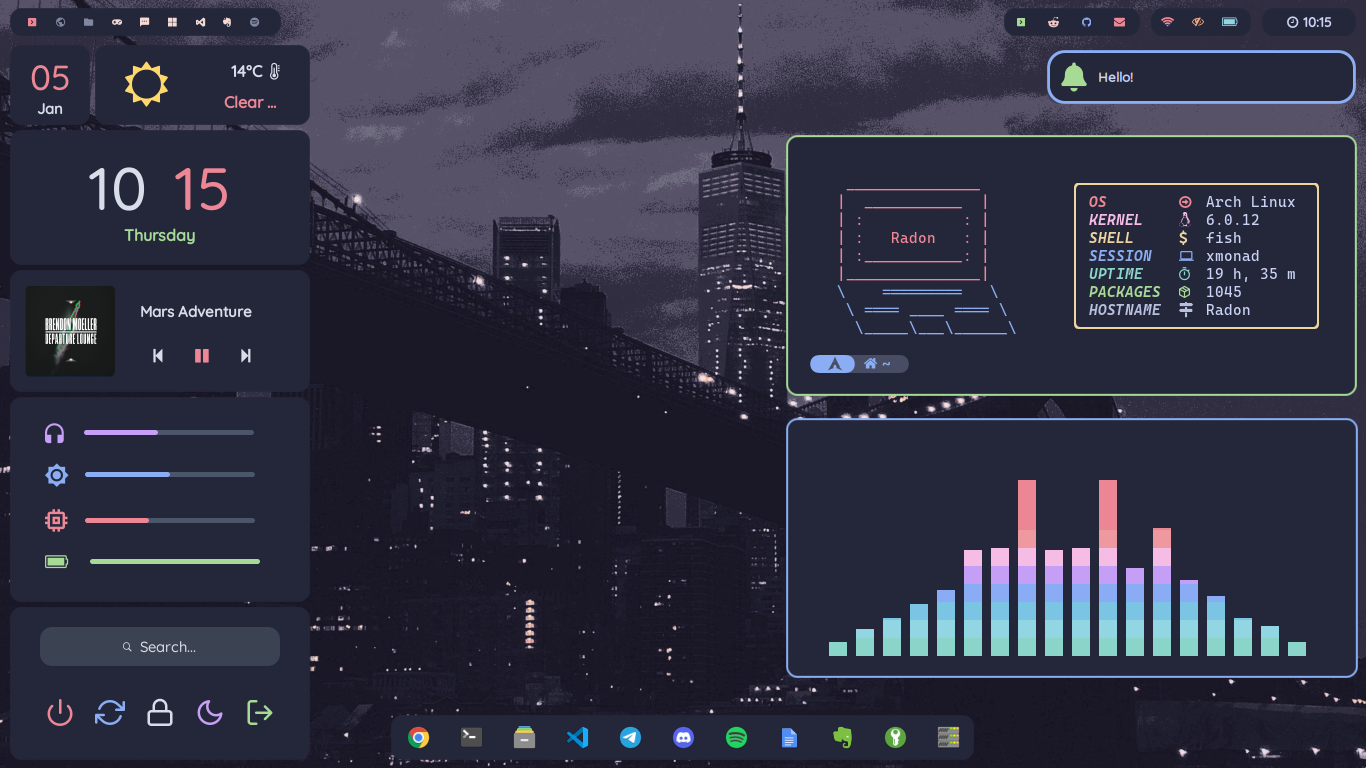 10:15
05
Jan
14°C
Clear ...
Hello!
10 15
Thursday
BRENDON MOELLER
DEPARTURE LOUNGE
Mars Adventure
Radon
OS Arch Linux
KERNEL 6.0.12
SHELL $ fish
SESSION xmonad
UPTIME 19 h, 35 m
PACKAGES 1045
HOSTNAME Radon
~
Search...